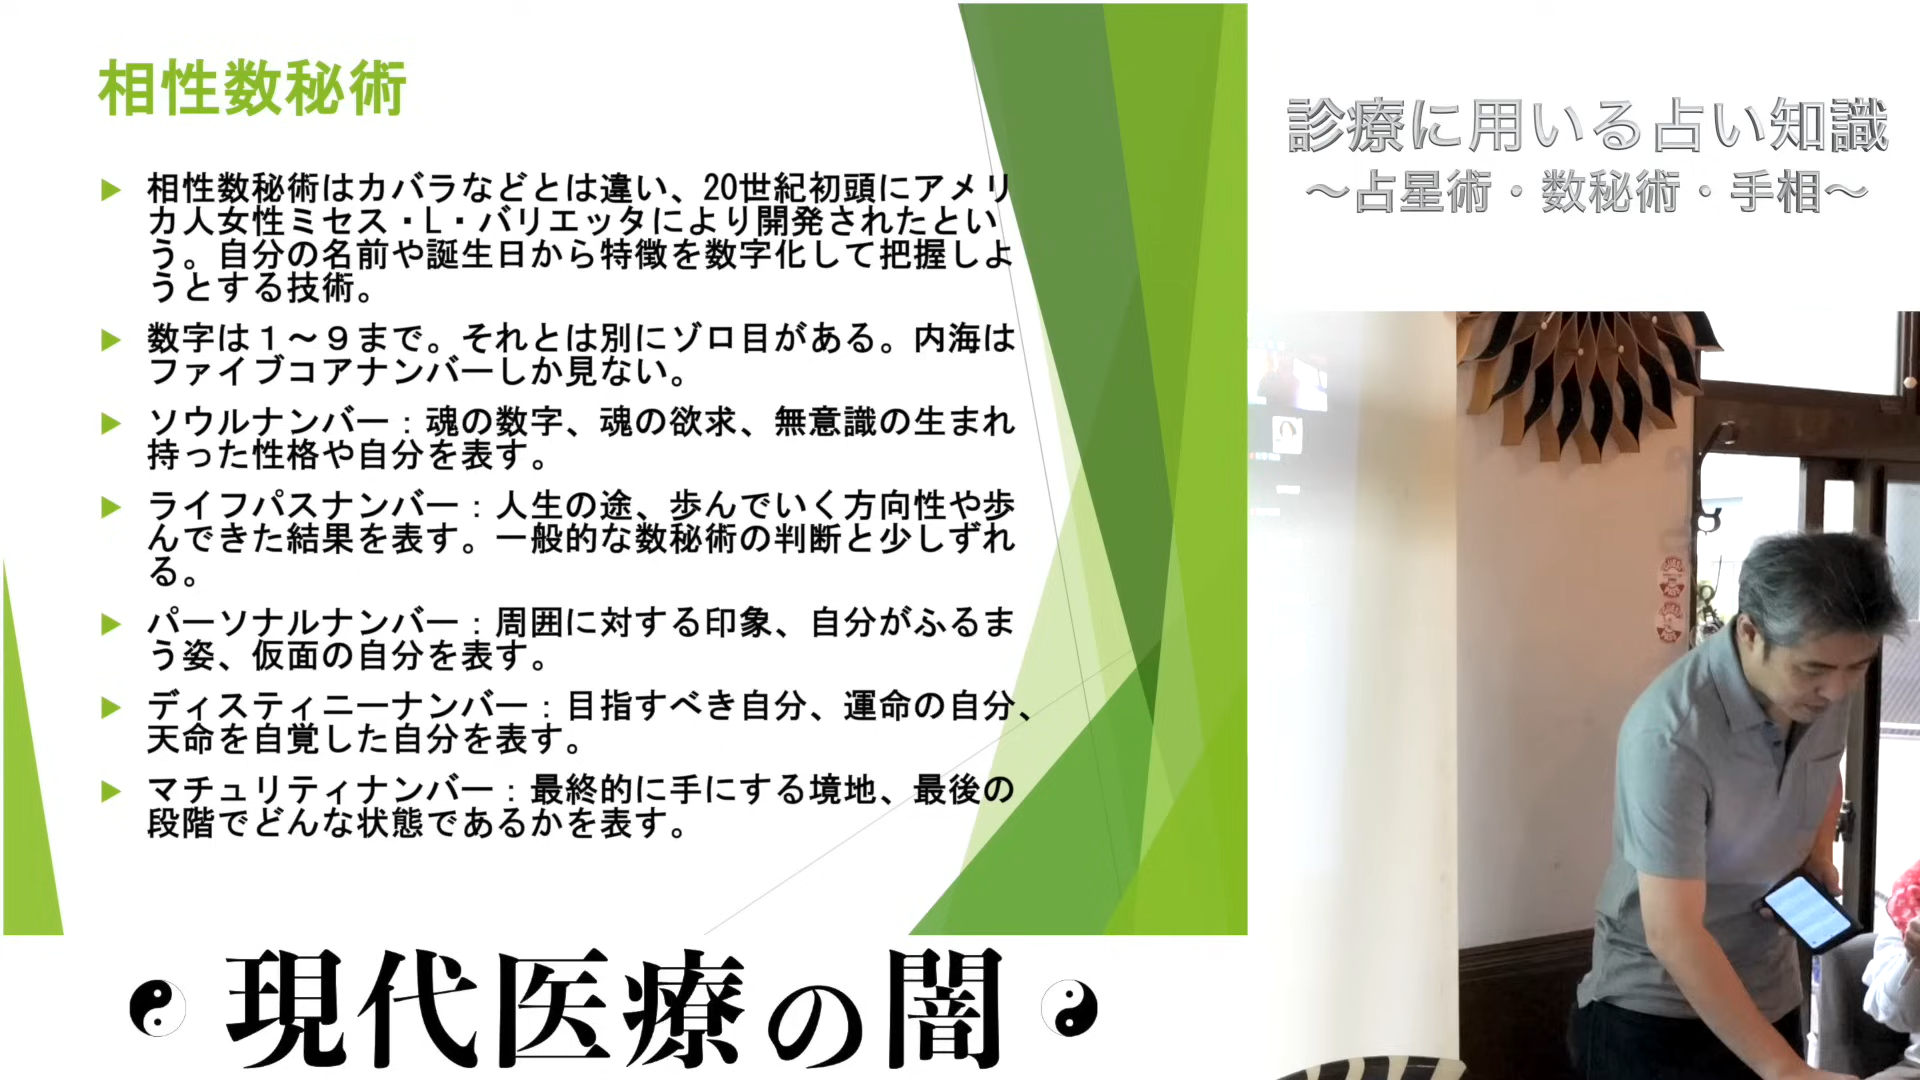 相性数秘術
相性数秘術はカバラなどとは違い、20世紀初頭にアメリ
カ人女性ミセス・L・バリエッタにより開発されたとい
う。自分の名前や誕生日から特徴を数字化して把握しよ
うとする技術。
数字は１～９まで。それとは別にゾロ目がある。内海は
ファイブコアナンバーしか見ない。
ソウルナンバー：魂の数字、魂の欲求、無意識の生まれ
持った性格や自分を表す。
ライフパスナンバー：人生の途、歩んでいく方向性や歩
んできた結果を表す。一般的な数秘術の判断と少しずれ
る。
パーソナルナンバー：周囲に対する印象、自分がふるま
う姿、仮面の自分を表す。
ディスティニーナンバー：目指すべき自分、運命の自分、
天命を自覚した自分を表す。
マチュリティナンバー：最終的に手にする境地、最後の
段階でどんな状態であるかを表す。
診療に用いる占い知識
～占星術・数秘術・手相～
現代医療の闇